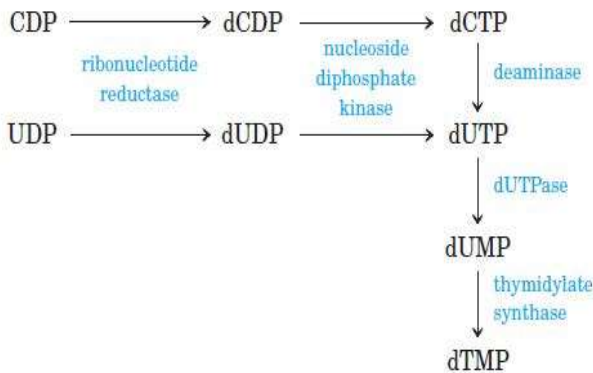 CDP dCDP dCTP
ribonucleotide
reductase
nucleoside
diphosphate
kinase
deaminase
UDP dUDP dUTP
dUTPase
dUMP
thymidylate
synthase
dTMP